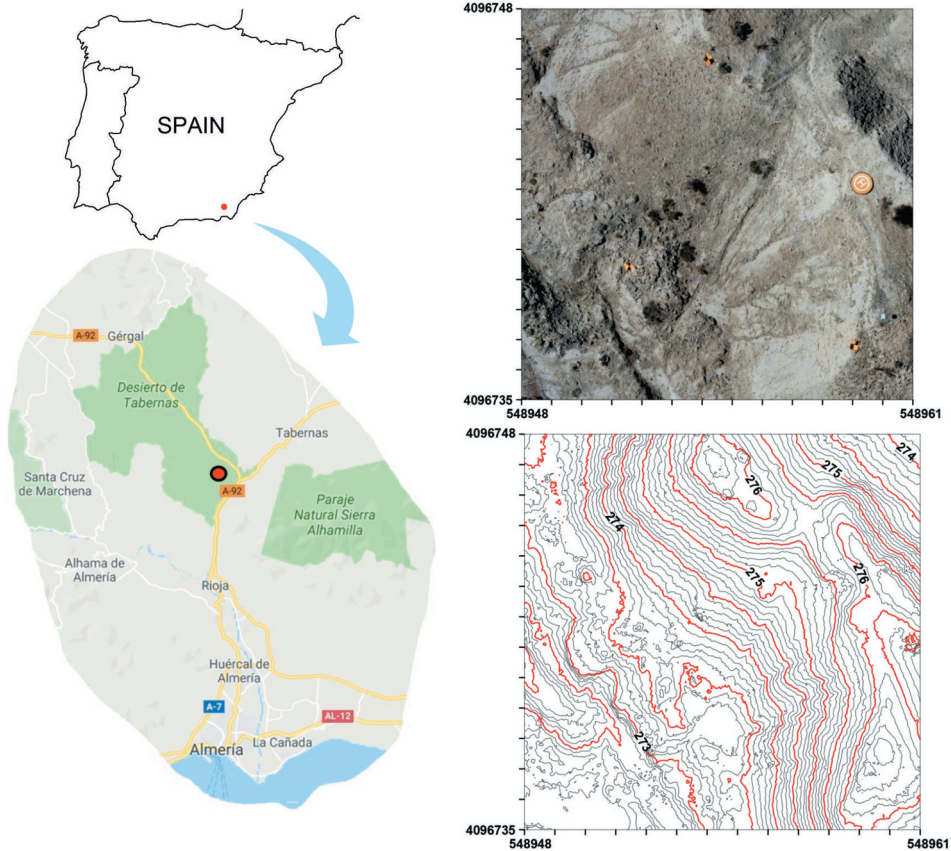 SPAIN
A-92
Gérgal
Desierto de
Tabernas
Tabernas
Santa Cruz
de Marchena
A-92
Paraje
Natural Sierra
Alhamilla
Alhama de
Almería
Rioja
Huércal de
Almería
A-7
AL-12
Almería
La Cañada
4096748
4096735
548948
548961
4096748
274
275
276
274
275
276
273
4096735
548948
548961